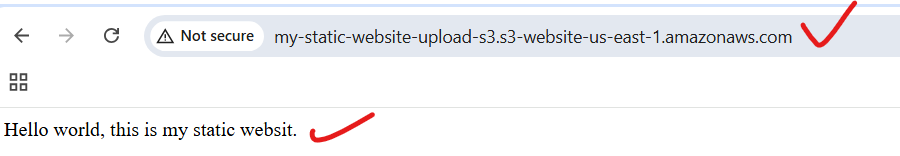 Not secure my-static-website-upload-s3.s3-website-us-east-1.amazonaws.com
Hello world, this is my static websit.